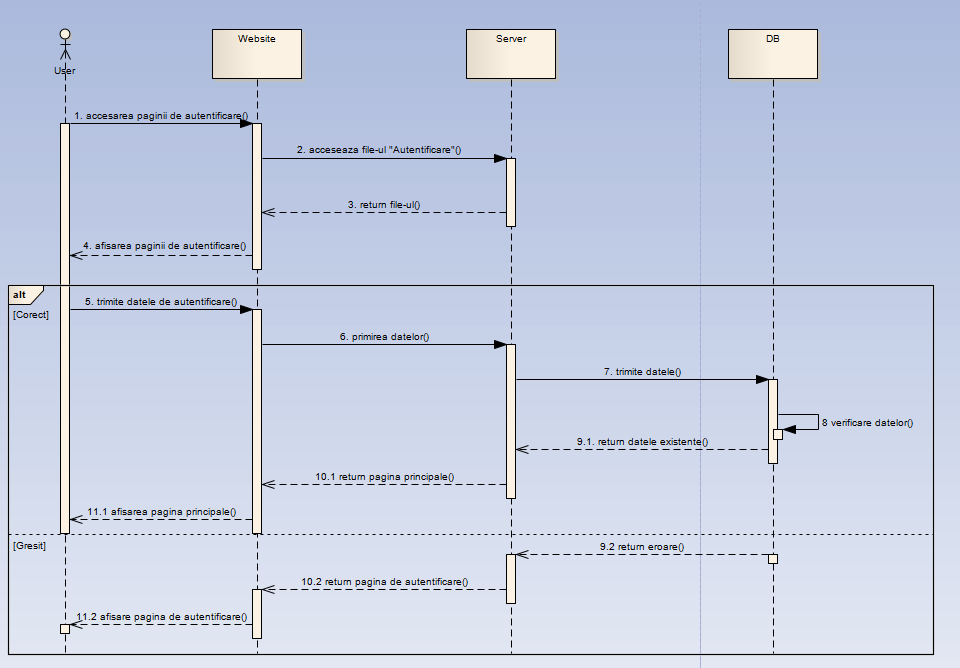 User
Website
Server
DB
1. accesarea paginii de autentificare()
2. acceseaza file-ul "Autentificare"()
3. return file-ul()
4. afisarea paginii de autentificare()
alt
[Corect]
5. trimite datele de autentificare()
6. primirea datelor()
7. trimite datele()
8 verificare datelor()
9.1. return datele existente()
10.1 return pagina principale()
11.1 afisarea pagina principale()
[Gresit]
9.2 return eroare()
10.2 return pagina de autentificare()
11.2 afisare pagina de autentificare()